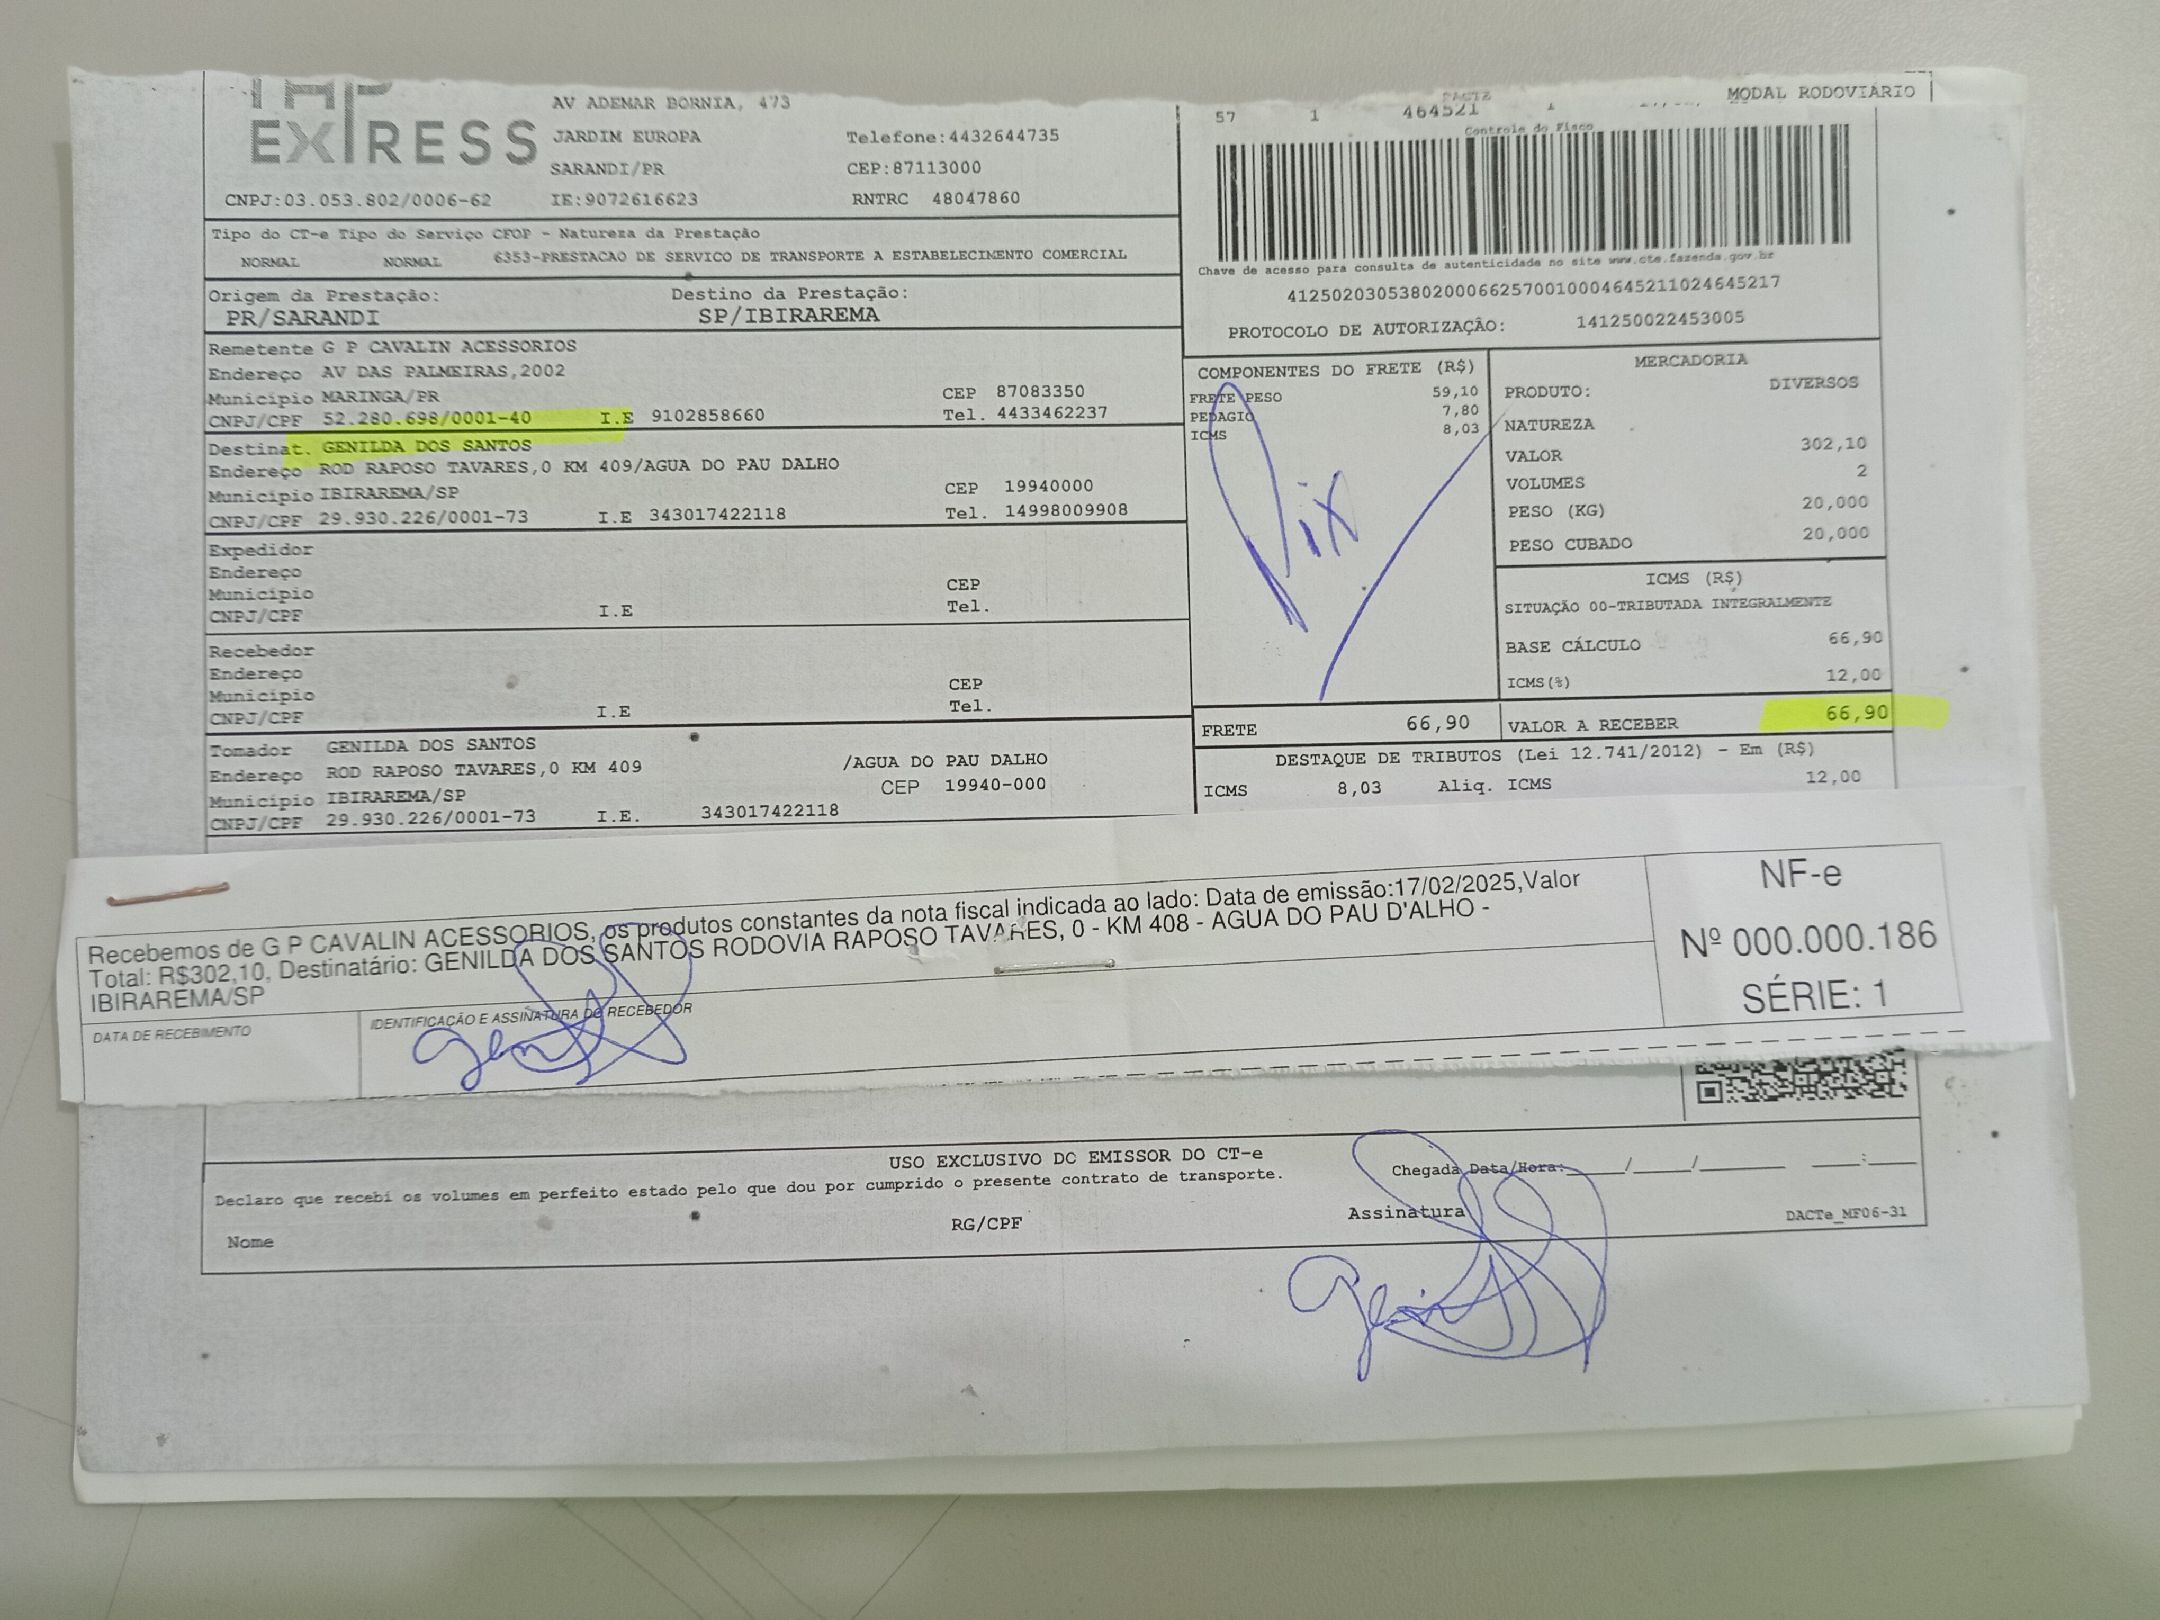 EXPRESS
AV ADEMAR BORNIA, 473
JARDIM EUROPA
Telefone:4432644735
SARANDI/PR
CEP:87113000
CNPJ:03.053.802/0006-62
IE:9072616623
RNTRC 48047860
MODAL RODOVIÁRIO
57 1 464521 1
Controle do Fisco
Chave de acesso para consulta de autenticidade no site www.cte.fazenda.gov.br
41250203053802000662570010004645211024645217
PROTOCOLO DE AUTORIZAÇÃO: 141250022453005
Tipo do CT-e Tipo do Serviço CFOP - Natureza da Prestação
NORMAL NORMAL 6353-PRESTACAO DE SERVICO DE TRANSPORTE A ESTABELECIMENTO COMERCIAL
Origem da Prestação: Destino da Prestação:
PR/SARANDI SP/IBIRAREMA
Remetente G P CAVALIN ACESSORIOS
Endereço AV DAS PALMEIRAS,2002
Município MARINGA/PR CEP 87083350
CNPJ/CPF 52.280.698/0001-40 I.E 9102858660 Tel. 4433462237
Destinat. GENILDA DOS SANTOS
Endereço ROD RAPOSO TAVARES,0 KM 409/AGUA DO PAU DALHO
Município IBIRAREMA/SP CEP 19940000
CNPJ/CPF 29.930.226/0001-73 I.E 343017422118 Tel. 14998009908
Expedidor
Endereço
Município CEP
CNPJ/CPF I.E Tel.
Recebedor
Endereço
Município CEP
CNPJ/CPF I.E Tel.
Tomador GENILDA DOS SANTOS
Endereço ROD RAPOSO TAVARES,0 KM 409 /AGUA DO PAU DALHO
Município IBIRAREMA/SP CEP 19940-000
CNPJ/CPF 29.930.226/0001-73 I.E. 343017422118
COMPONENTES DO FRETE (R$)
FRETE PESO 59,10
PEDAGIO 7,80
ICMS 8,03
Pix
FRETE 66,90
MERCADORIA
PRODUTO: DIVERSOS
NATUREZA
VALOR 302,10
VOLUMES 2
PESO (KG) 20,000
PESO CUBADO 20,000
ICMS (R$)
SITUAÇÃO 00-TRIBUTADA INTEGRALMENTE
BASE CÁLCULO 66,90
ICMS(%) 12,00
VALOR A RECEBER 66,90
DESTAQUE DE TRIBUTOS (Lei 12.741/2012) - Em (R$)
ICMS 8,03 Aliq. ICMS 12,00
Recebemos de G P CAVALIN ACESSORIOS, os produtos constantes da nota fiscal indicada ao lado: Data de emissão:17/02/2025,Valor
Total: R$302,10, Destinatário: GENILDA DOS SANTOS RODOVIA RAPOSO TAVARES, 0 - KM 408 - AGUA DO PAU D'ALHO -
IBIRAREMA/SP
DATA DE RECEBIMENTO
IDENTIFICAÇÃO E ASSINATURA DO RECEBEDOR
NF-e
Nº 000.000.186
SÉRIE: 1
USO EXCLUSIVO DO EMISSOR DO CT-e
Declaro que recebi os volumes em perfeito estado pelo que dou por cumprido o presente contrato de transporte.
Chegada Data/Hora:____/____/______ ____:____
Nome
RG/CPF
Assinatura
DACTe_MF06-31